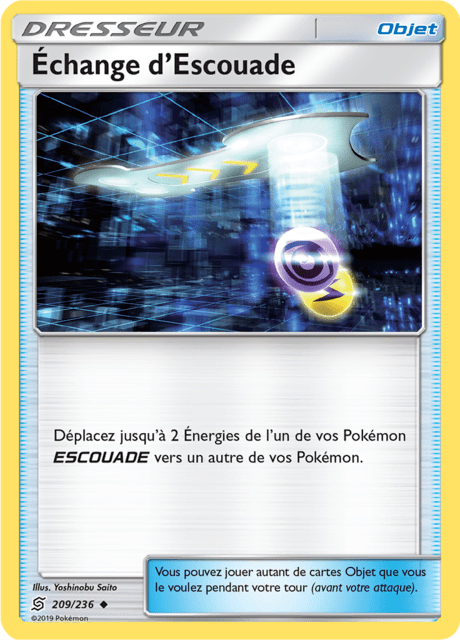 DRESSEUR
Objet
Échange d'Escouade
Déplacez jusqu'à 2 Énergies de l'un de vos Pokémon
ESCOUADE vers un autre de vos Pokémon.
Vous pouvez jouer autant de cartes Objet que vous
le voulez pendant votre tour (avant votre attaque).
Illus. Yoshinobu Saito
209/236 ◆
©2019 Pokémon